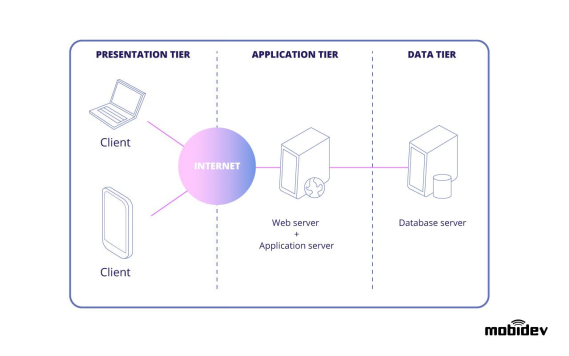 PRESENTATION TIER
APPLICATION TIER
DATA TIER
Client
INTERNET
Web server
+
Application server
Database server
Client
mobidev